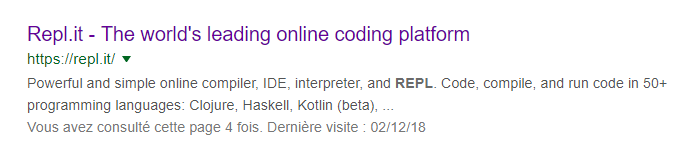 Repl.it - The world's leading online coding platform
https://repl.it/
Powerful and simple online compiler, IDE, interpreter, and REPL. Code, compile, and run code in 50+
programming languages: Clojure, Haskell, Kotlin (beta), ...
Vous avez consulté cette page 4 fois. Dernière visite : 02/12/18